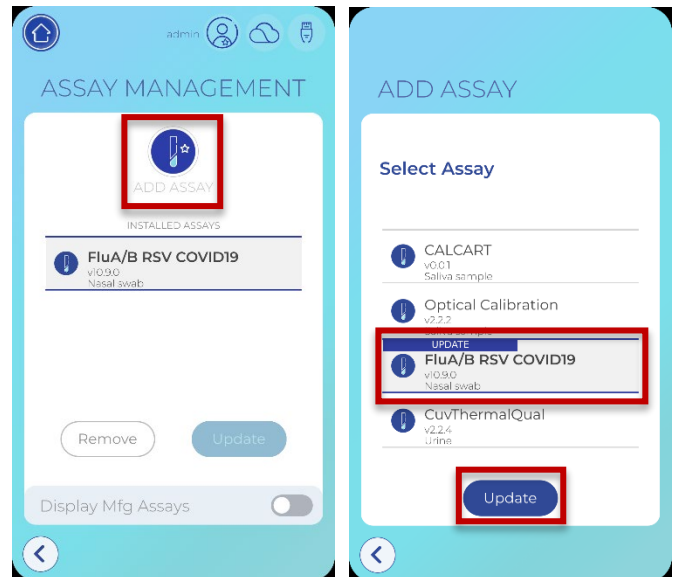 admin
ASSAY MANAGEMENT
ADD ASSAY
INSTALLED ASSAYS
FluA/B RSV COVID19
v10.9.0
Nasal swab
Remove
Update
Display Mfg Assays
ADD ASSAY
Select Assay
CALCART
v0.0.1
Saliva sample
Optical Calibration
v2.2.2
Saliva sample
UPDATE
FluA/B RSV COVID19
v10.9.0
Nasal swab
CuvThermalQual
v2.2.4
Urine
Update